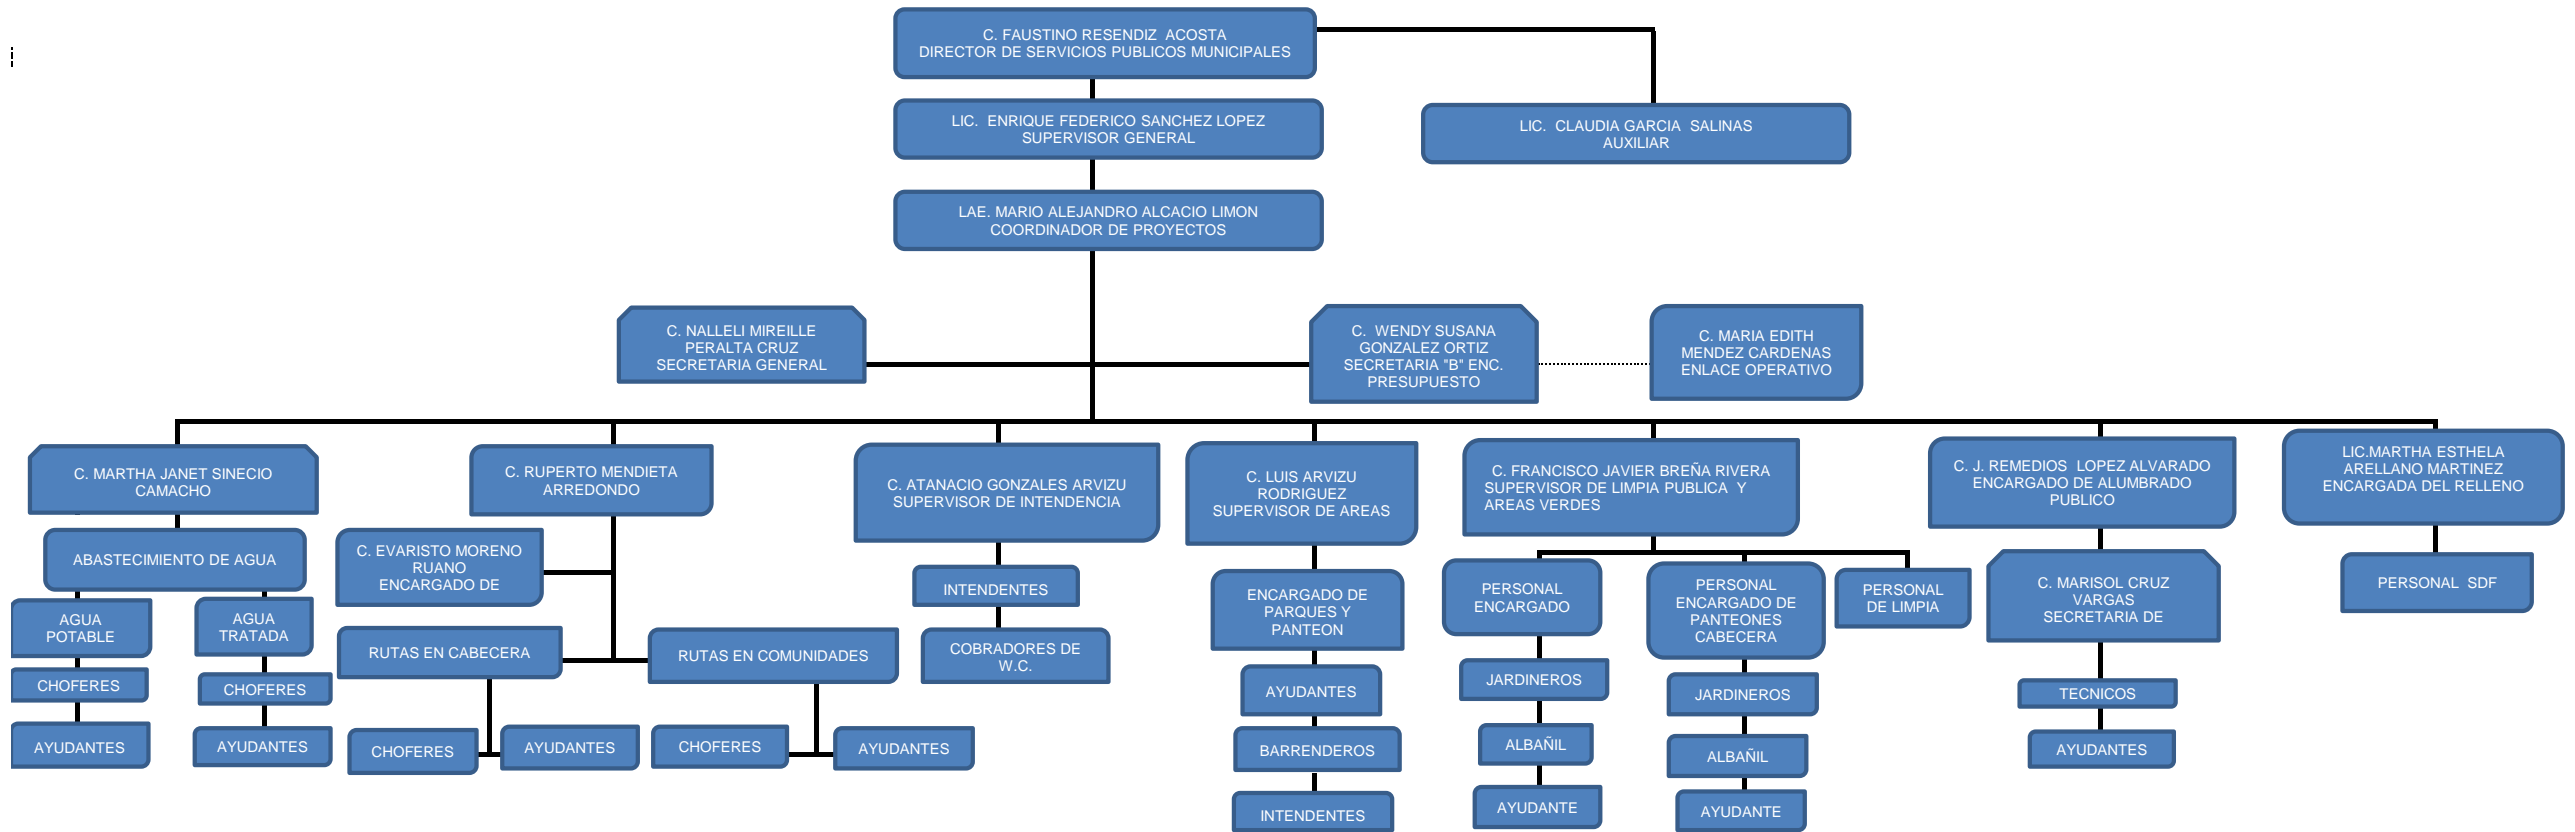 C. FAUSTINO RESENDIZ ACOSTA
DIRECTOR DE SERVICIOS PUBLICOS MUNICIPALES
LIC. ENRIQUE FEDERICO SANCHEZ LOPEZ
SUPERVISOR GENERAL
LIC. CLAUDIA GARCIA SALINAS
AUXILIAR
LAE. MARIO ALEJANDRO ALCACIO LIMON
COORDINADOR DE PROYECTOS
C. NALLELI MIREILLE
PERALTA CRUZ
SECRETARIA GENERAL
C. WENDY SUSANA
GONZALEZ ORTIZ
SECRETARIA "B" ENC.
PRESUPUESTO
C. MARIA EDITH
MENDEZ CARDENAS
ENLACE OPERATIVO
C. MARTHA JANET SINECIO
CAMACHO
ABASTECIMIENTO DE AGUA
AGUA
POTABLE
CHOFERES
AYUDANTES
AGUA
TRATADA
CHOFERES
AYUDANTES
C. RUPERTO MENDIETA
ARREDONDO
C. EVARISTO MORENO
RUANO
ENCARGADO DE
RUTAS EN CABECERA
CHOFERES
AYUDANTES
RUTAS EN COMUNIDADES
CHOFERES
AYUDANTES
C. ATANACIO GONZALES ARVIZU
SUPERVISOR DE INTENDENCIA
INTENDENTES
COBRADORES DE
W.C.
C. LUIS ARVIZU
RODRIGUEZ
SUPERVISOR DE AREAS
ENCARGADO DE
PARQUES Y
PANTEON
AYUDANTES
BARRENDEROS
INTENDENTES
C. FRANCISCO JAVIER BREÑA RIVERA
SUPERVISOR DE LIMPIA PUBLICA Y
AREAS VERDES
PERSONAL
ENCARGADO
JARDINEROS
ALBAÑIL
AYUDANTE
PERSONAL
ENCARGADO DE
PANTEONES
CABECERA
JARDINEROS
ALBAÑIL
AYUDANTE
PERSONAL
DE LIMPIA
C. J. REMEDIOS LOPEZ ALVARADO
ENCARGADO DE ALUMBRADO
PUBLICO
C. MARISOL CRUZ
VARGAS
SECRETARIA DE
TECNICOS
AYUDANTES
LIC.MARTHA ESTHELA
ARELLANO MARTINEZ
ENCARGADA DEL RELLENO
PERSONAL SDF